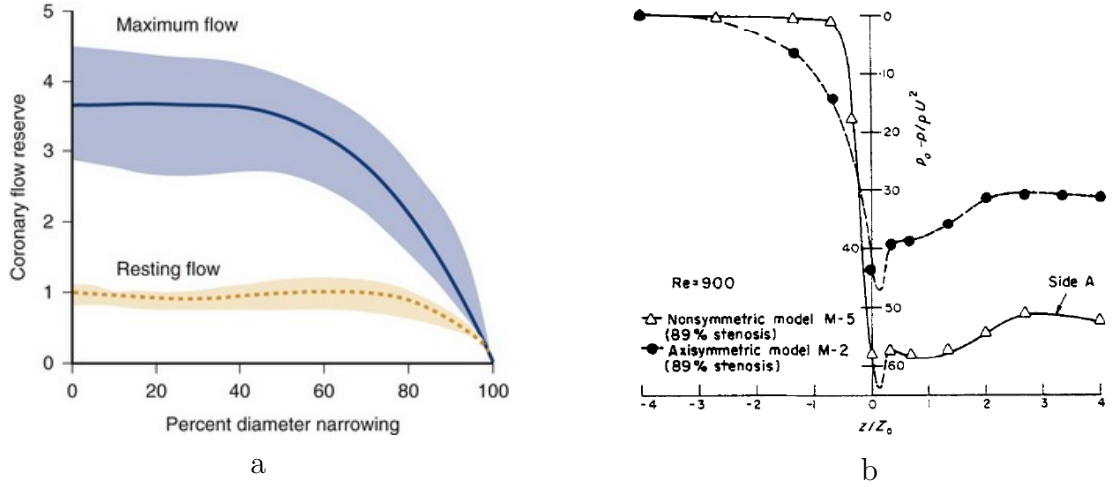 5
Maximum flow
4
3
2
Resting flow
1
0
Coronary flow reserve
0
20
40
60
80
100
Percent diameter narrowing
a
0
-10
20
30
40
50
60
p₀-p/ρU²
Re=900
Side A
Nonsymmetric model M-5
(89% stenosis)
Axisymmetric model M-2
(89% stenosis)
-4
-3
-2
-1
0
1
2
3
4
z/Z₀
b